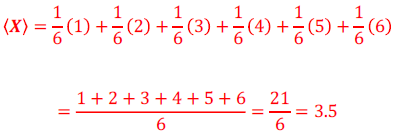 ⟨X⟩ = 1/6 (1) + 1/6 (2) + 1/6 (3) + 1/6 (4) + 1/6 (5) + 1/6 (6)
= (1 + 2 + 3 + 4 + 5 + 6)/6 = 21/6 = 3.5